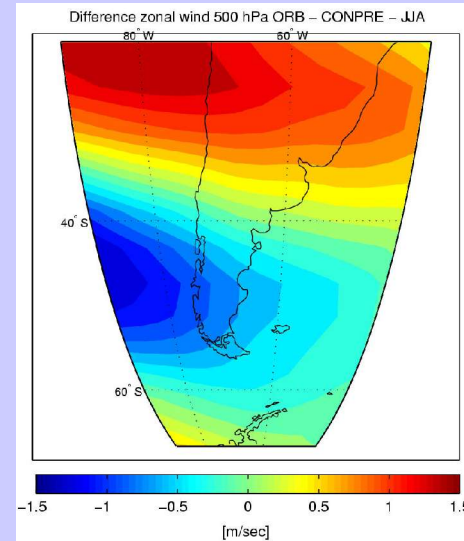 Difference zonal wind 500 hPa ORB − CONPRE − JJA
80° W 60° W
40° S
60° S
−1.5 −1 −0.5 0 0.5 1 1.5
[m/sec]